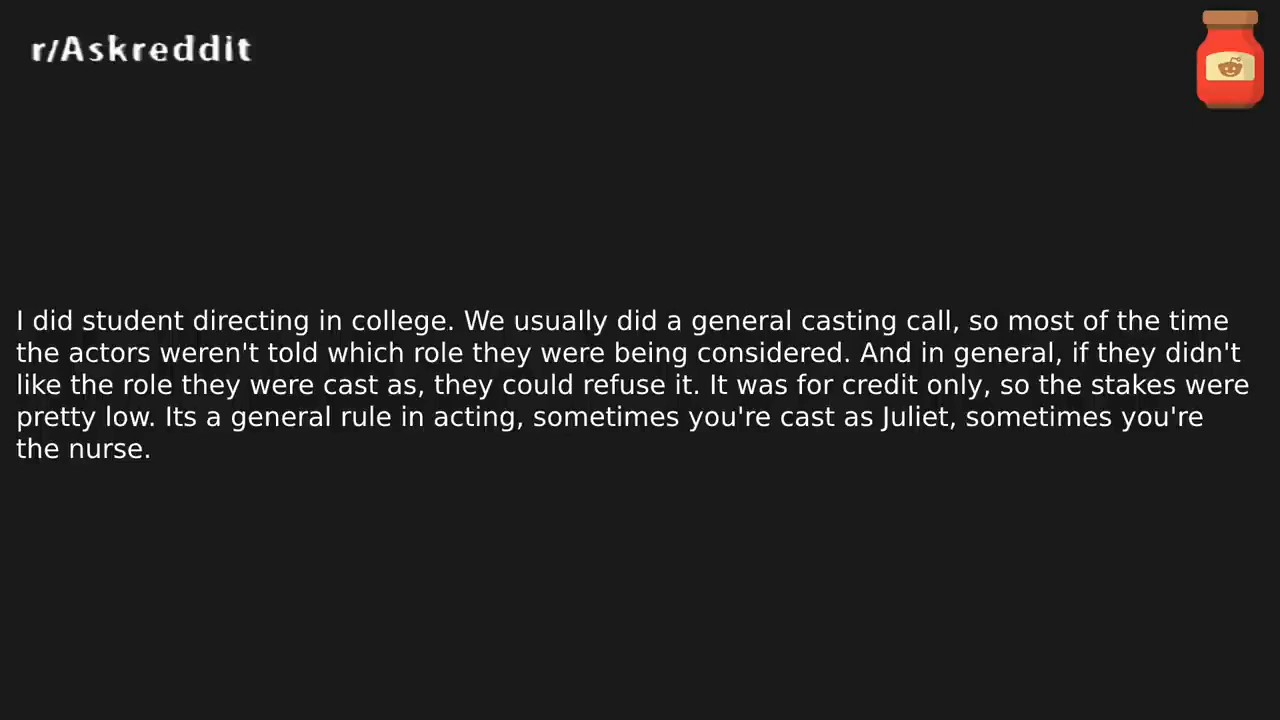 r/Askreddit
I did student directing in college. We usually did a general casting call, so most of the time
the actors weren't told which role they were being considered. And in general, if they didn't
like the role they were cast as, they could refuse it. It was for credit only, so the stakes were
pretty low. Its a general rule in acting, sometimes you're cast as Juliet, sometimes you're
the nurse.